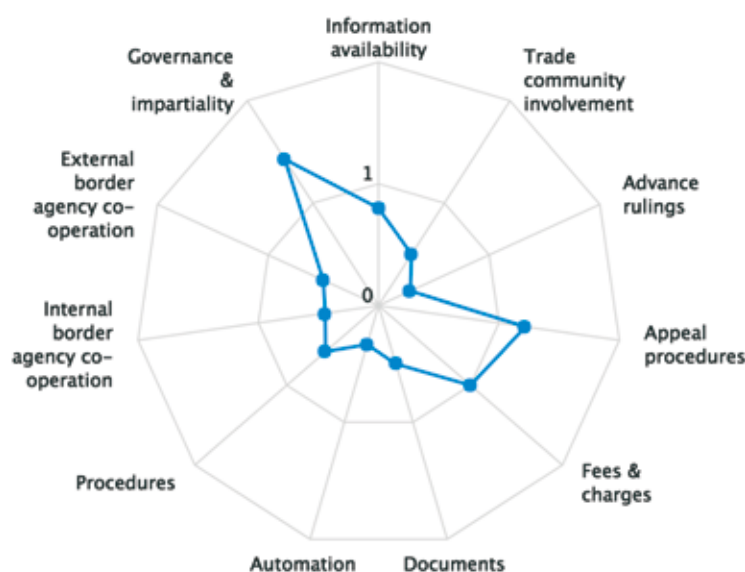 Information
availability
Trade
community
involvement
Advance
rulings
Appeal
procedures
Fees &
charges
Documents
Automation
Procedures
Internal
border
agency co-
operation
External
border
agency co-
operation
Governance
&
impartiality
1
0